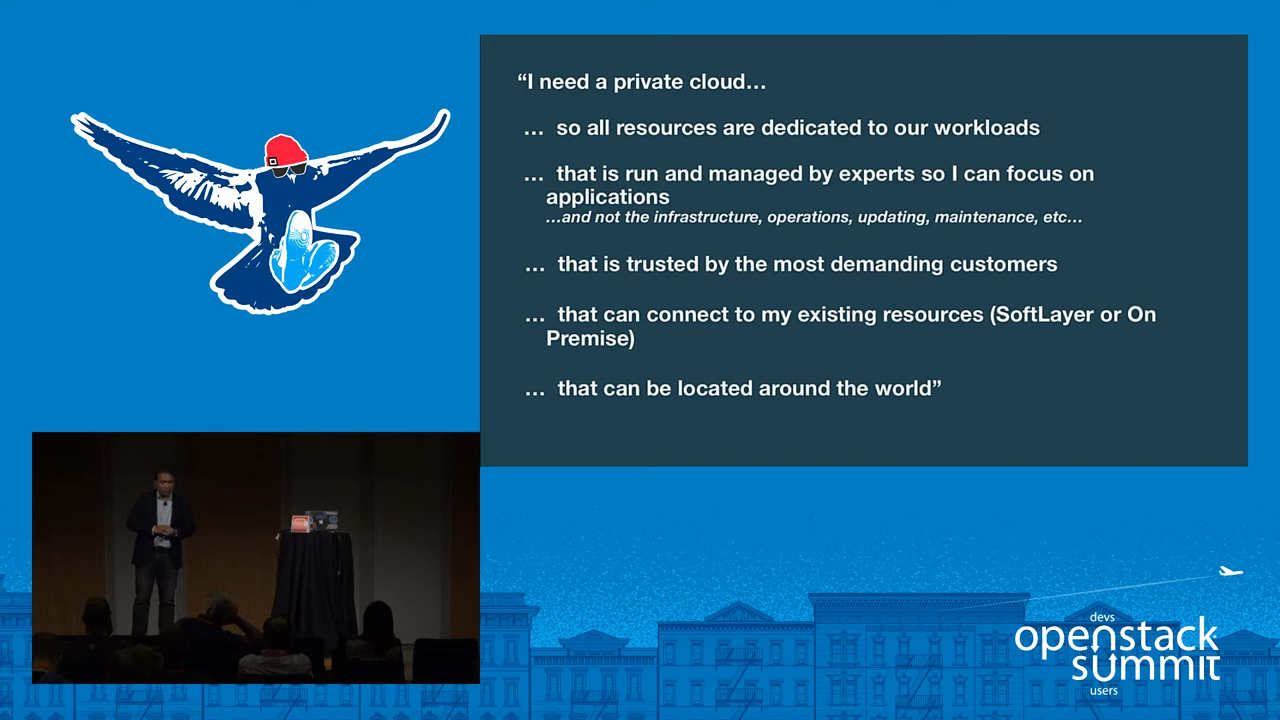 “I need a private cloud…
… so all resources are dedicated to our workloads
… that is run and managed by experts so I can focus on
applications
…and not the infrastructure, operations, updating, maintenance, etc…
… that is trusted by the most demanding customers
… that can connect to my existing resources (SoftLayer or On
Premise)
… that can be located around the world”
devs
openstack
summit
users